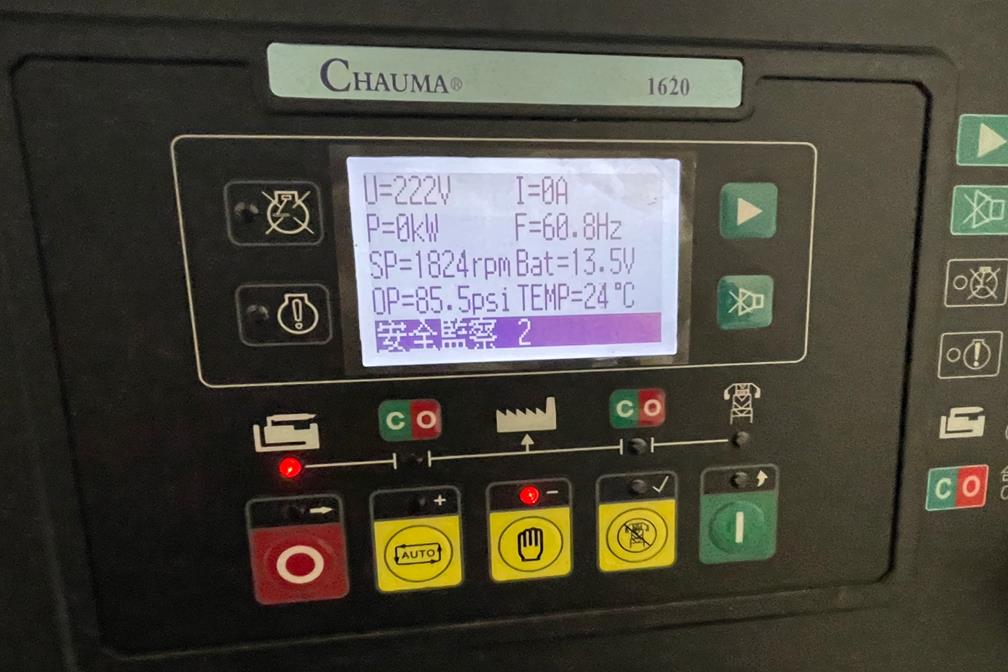 CHAUMA® 1620
U=222V I=0A
P=0kW F=60.8Hz
SP=1824rpm Bat=13.5V
OP=85.5psi TEMP=24°C
安全監察 2
C O C O
AUTO
C O